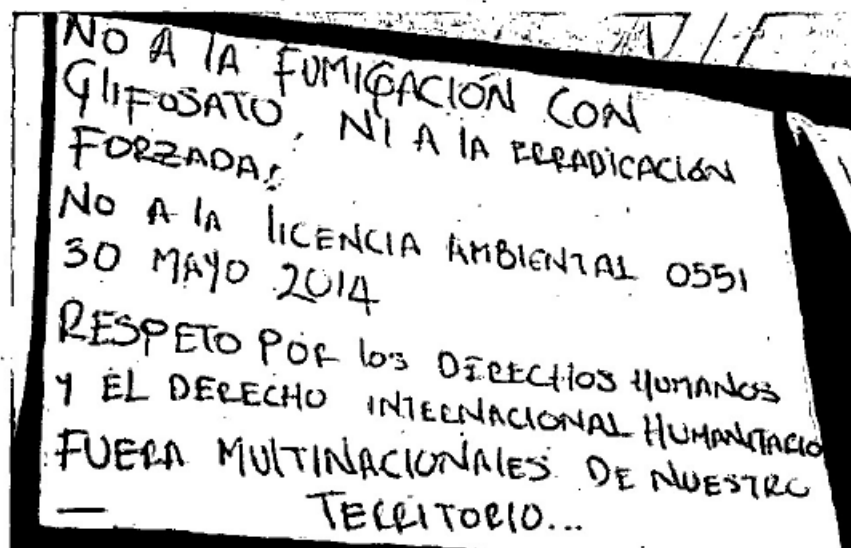 NO A lA FUMIGACIÓN CON
GlIFOSATO, NI A lA ERRADICACIÓN
FORZADA!
NO A lA lICENCIA AMBIENTAL 0551
30 MAYO 2014
RESPETO POR los DERECHOS HUMANOS
Y EL DERECHO INTERNACIONAL HUMANITARIO
FUERA MULTINACIONAlES DE NUESTRO
TERRITORIO...